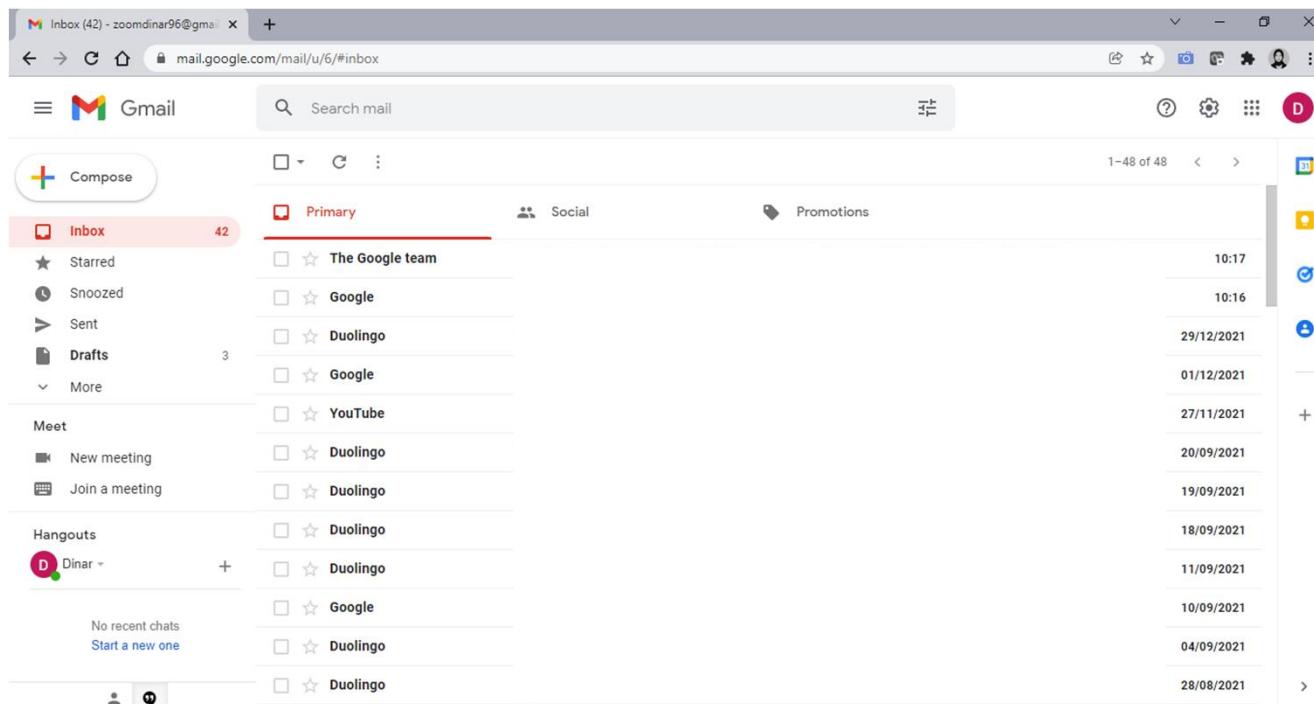 Inbox (42) - zoomdinar96@gmai
mail.google.com/mail/u/6/#inbox
Gmail
Search mail
D
Compose
1–48 of 48
31
Primary
Social
Promotions
Inbox 42
Starred
Snoozed
Sent
Drafts 3
More
Meet
New meeting
Join a meeting
Hangouts
D Dinar
No recent chats
Start a new one
The Google team 10:17
Google 10:16
Duolingo 29/12/2021
Google 01/12/2021
YouTube 27/11/2021
Duolingo 20/09/2021
Duolingo 19/09/2021
Duolingo 18/09/2021
Duolingo 11/09/2021
Google 10/09/2021
Duolingo 04/09/2021
Duolingo 28/08/2021